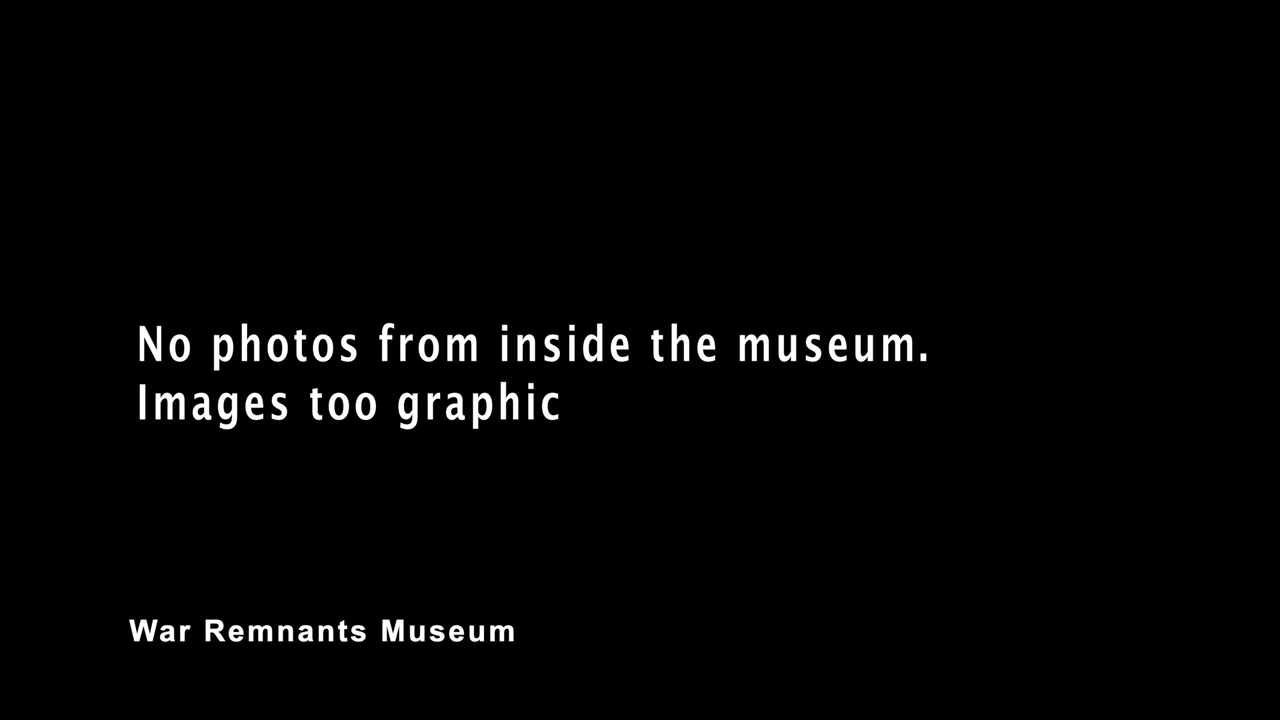 No photos from inside the museum.
Images too graphic
War Remnants Museum